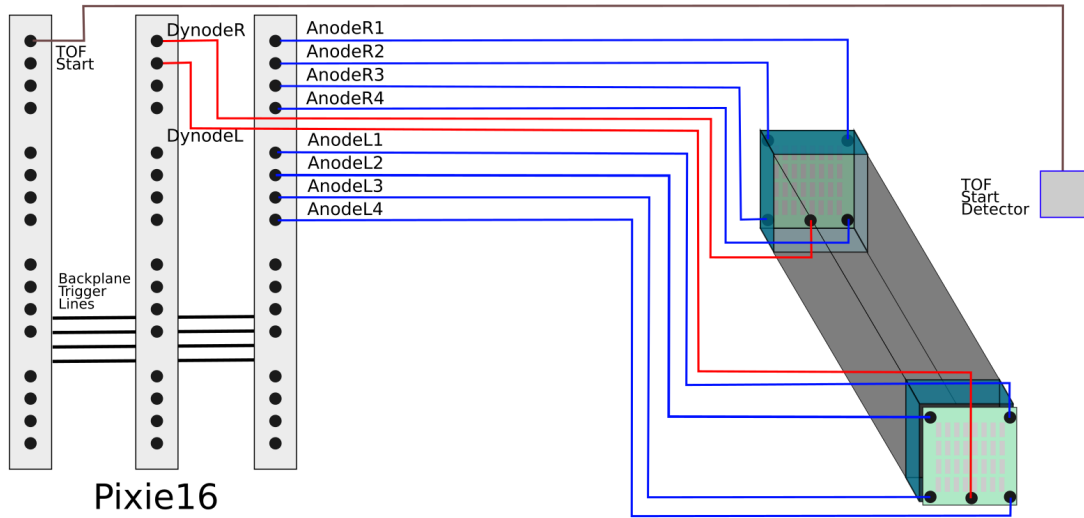 TOF
Start
DynodeR
DynodeL
AnodeR1
AnodeR2
AnodeR3
AnodeR4
AnodeL1
AnodeL2
AnodeL3
AnodeL4
Backplane
Trigger
Lines
TOF
Start
Detector
Pixie16